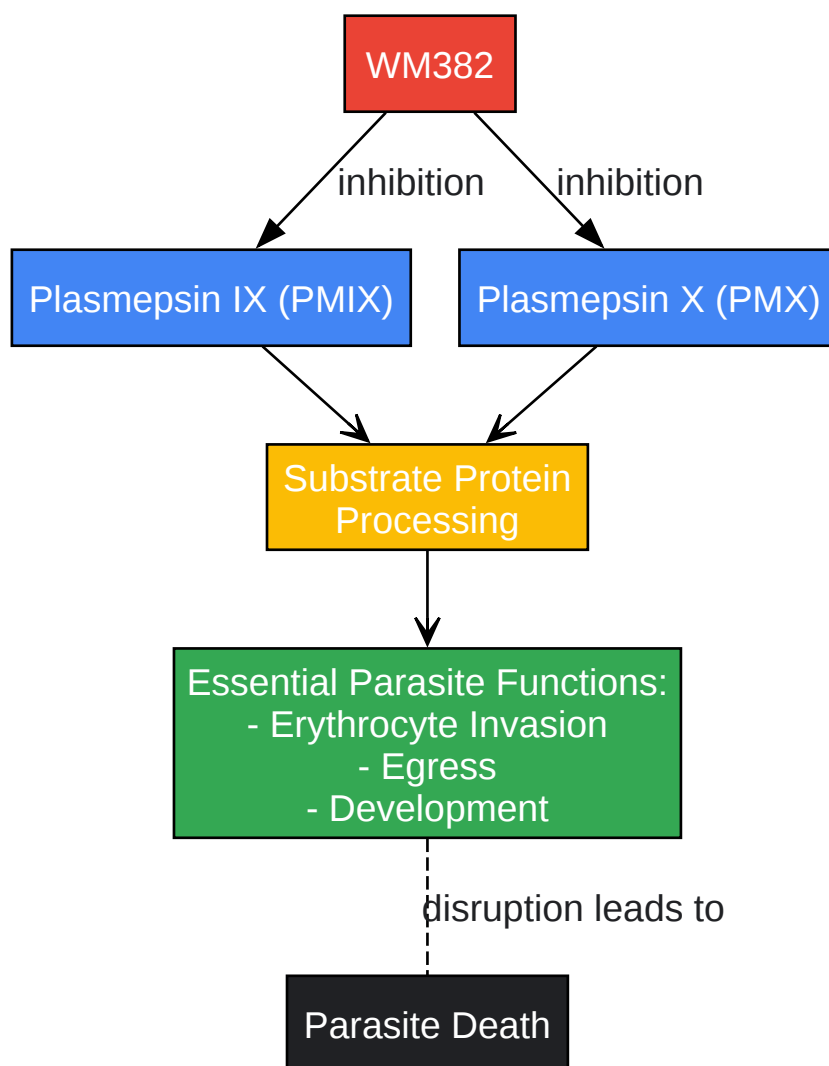 WM382
inhibition
inhibition
Plasmepsin IX (PMIX)
Plasmepsin X (PMX)
Substrate Protein
Processing
Essential Parasite Functions:
- Erythrocyte Invasion
- Egress
- Development
disruption leads to
Parasite Death